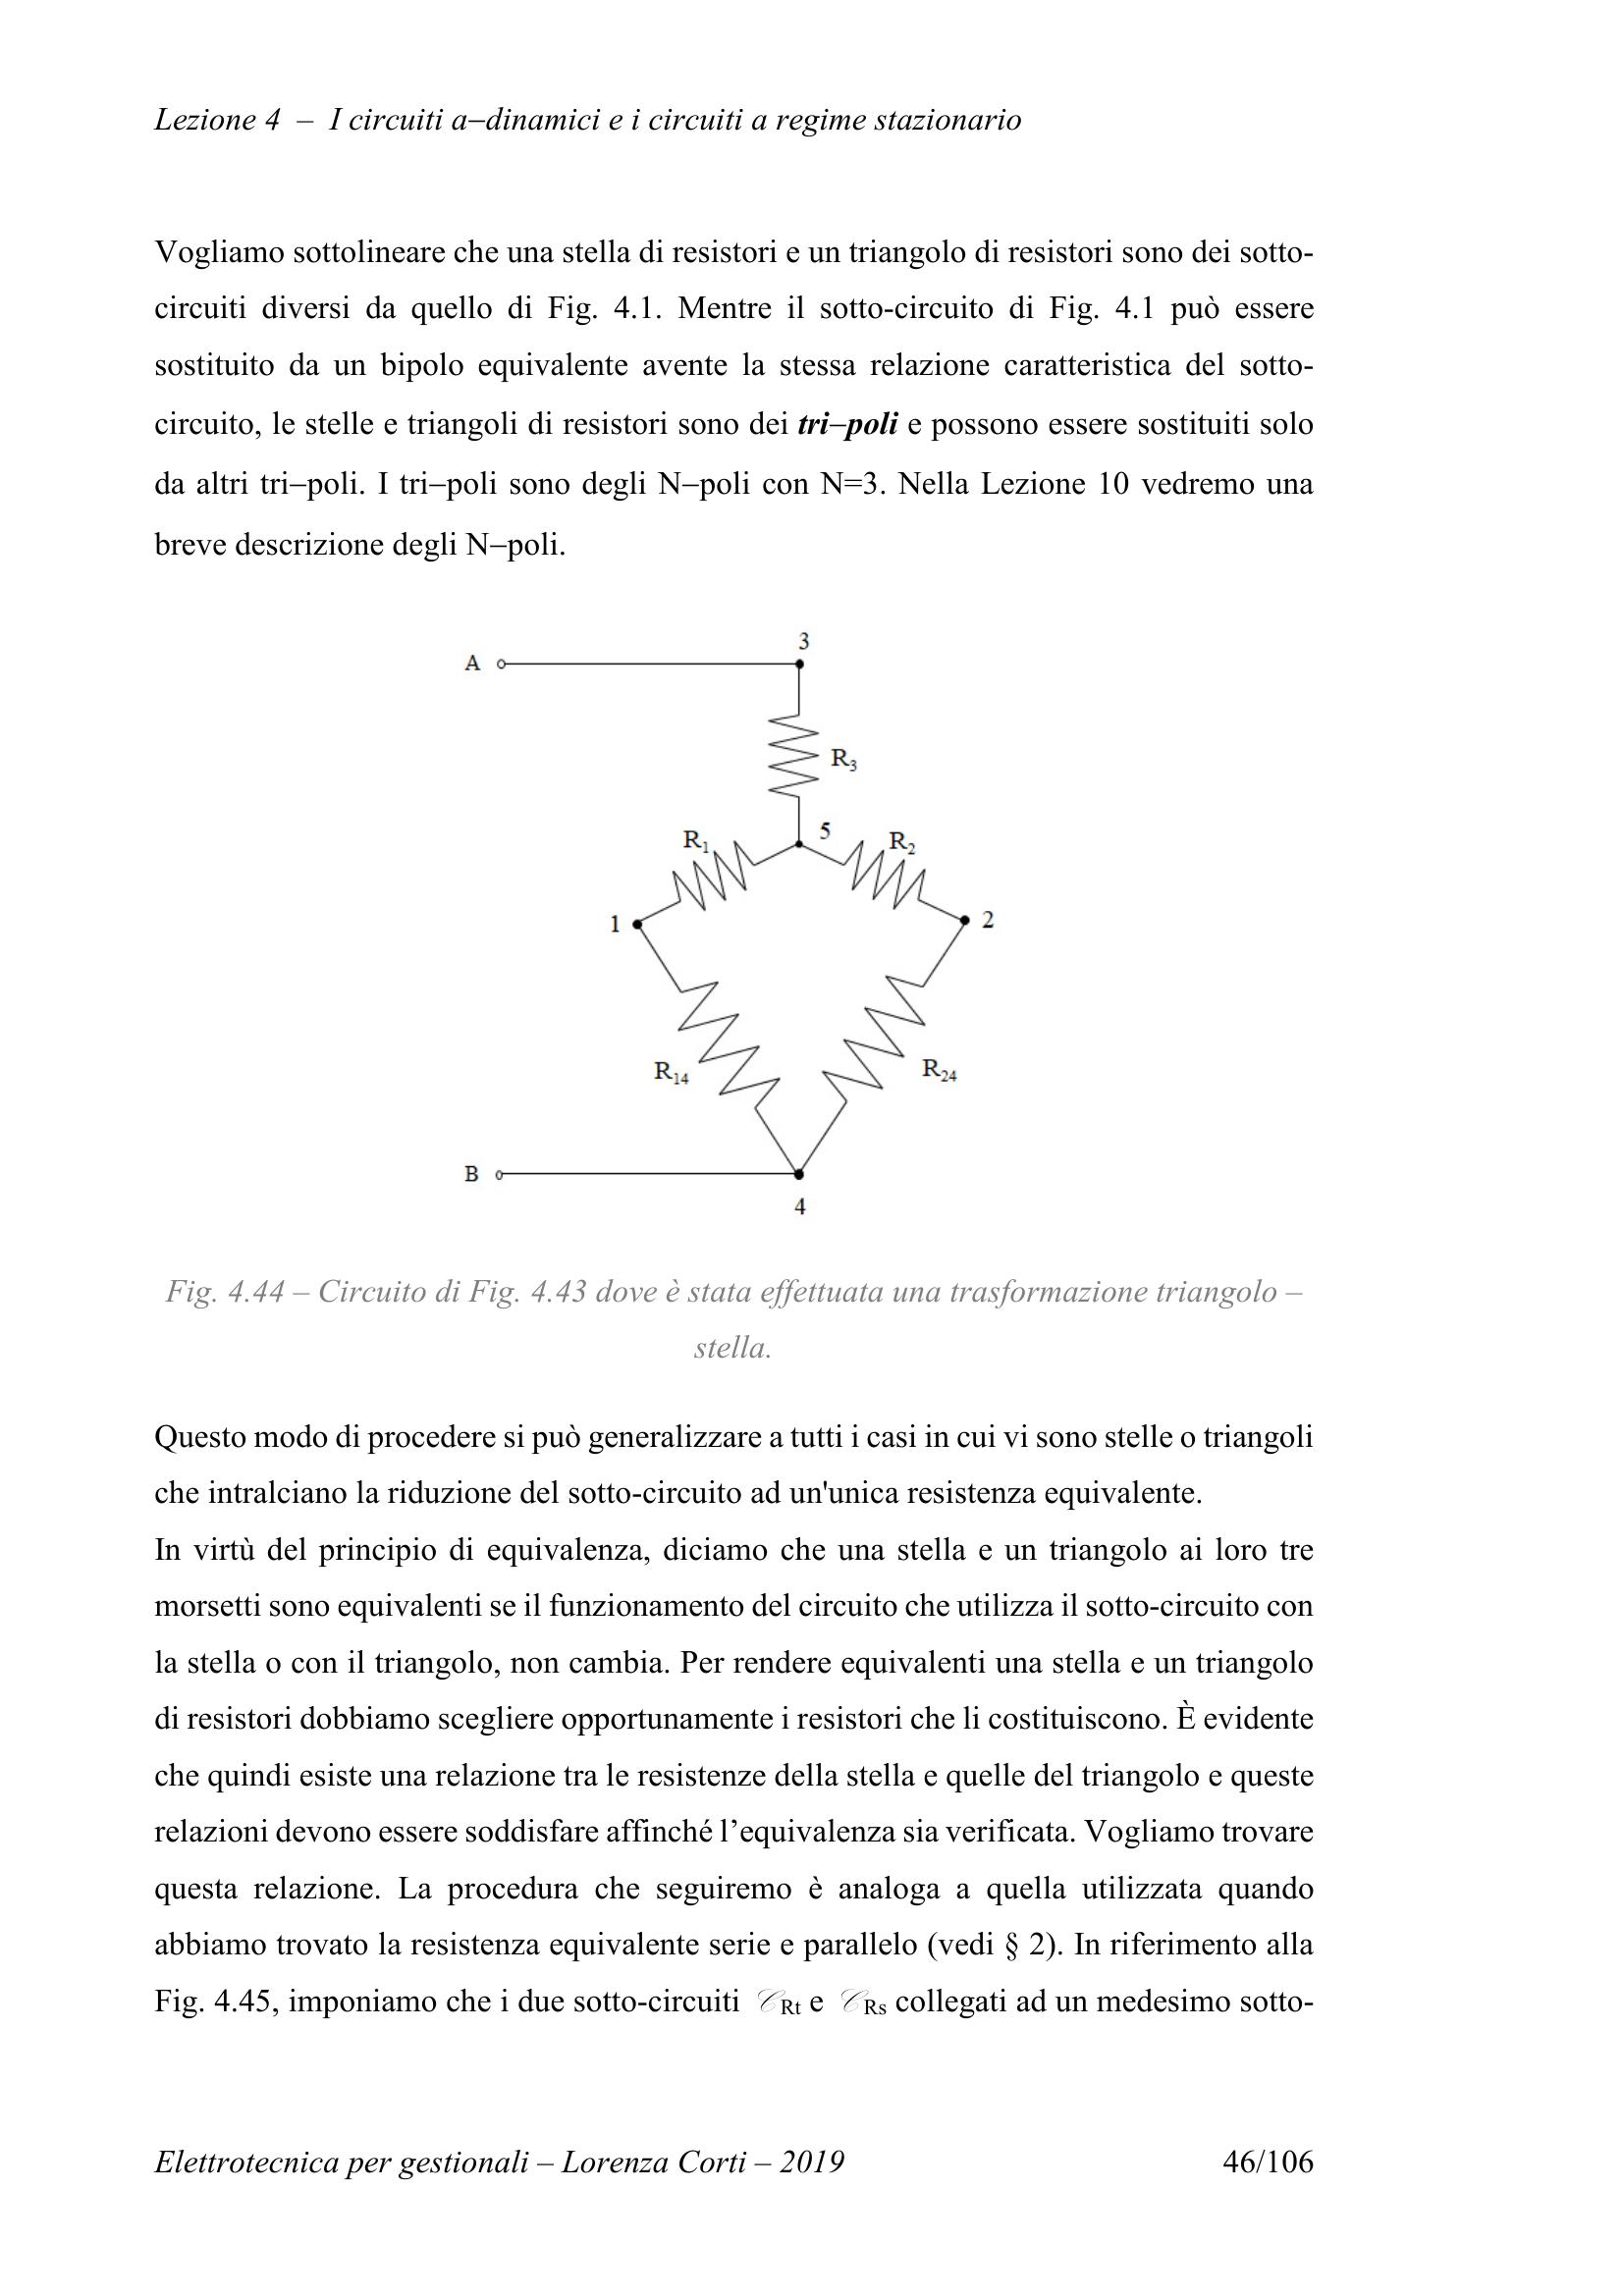 Lezione 4 – I circuiti a–dinamici e i circuiti a regime stazionario
Vogliamo sottolineare che una stella di resistori e un triangolo di resistori sono dei sotto-
circuiti diversi da quello di Fig. 4.1. Mentre il sotto-circuito di Fig. 4.1 può essere
sostituito da un bipolo equivalente avente la stessa relazione caratteristica del sotto-
circuito, le stelle e triangoli di resistori sono dei tri–poli e possono essere sostituiti solo
da altri tri–poli. I tri–poli sono degli N–poli con N=3. Nella Lezione 10 vedremo una
breve descrizione degli N–poli.
3
A
R3
5
R1
R2
1
2
R14
R24
B
4
Fig. 4.44 – Circuito di Fig. 4.43 dove è stata effettuata una trasformazione triangolo –
stella.
Questo modo di procedere si può generalizzare a tutti i casi in cui vi sono stelle o triangoli
che intralciano la riduzione del sotto-circuito ad un'unica resistenza equivalente.
In virtù del principio di equivalenza, diciamo che una stella e un triangolo ai loro tre
morsetti sono equivalenti se il funzionamento del circuito che utilizza il sotto-circuito con
la stella o con il triangolo, non cambia. Per rendere equivalenti una stella e un triangolo
di resistori dobbiamo scegliere opportunamente i resistori che li costituiscono. È evidente
che quindi esiste una relazione tra le resistenze della stella e quelle del triangolo e queste
relazioni devono essere soddisfare affinché l’equivalenza sia verificata. Vogliamo trovare
questa relazione. La procedura che seguiremo è analoga a quella utilizzata quando
abbiamo trovato la resistenza equivalente serie e parallelo (vedi § 2). In riferimento alla
Fig. 4.45, imponiamo che i due sotto-circuiti 𝒞Rt e 𝒞Rs collegati ad un medesimo sotto-
Elettrotecnica per gestionali – Lorenza Corti – 2019 46/106